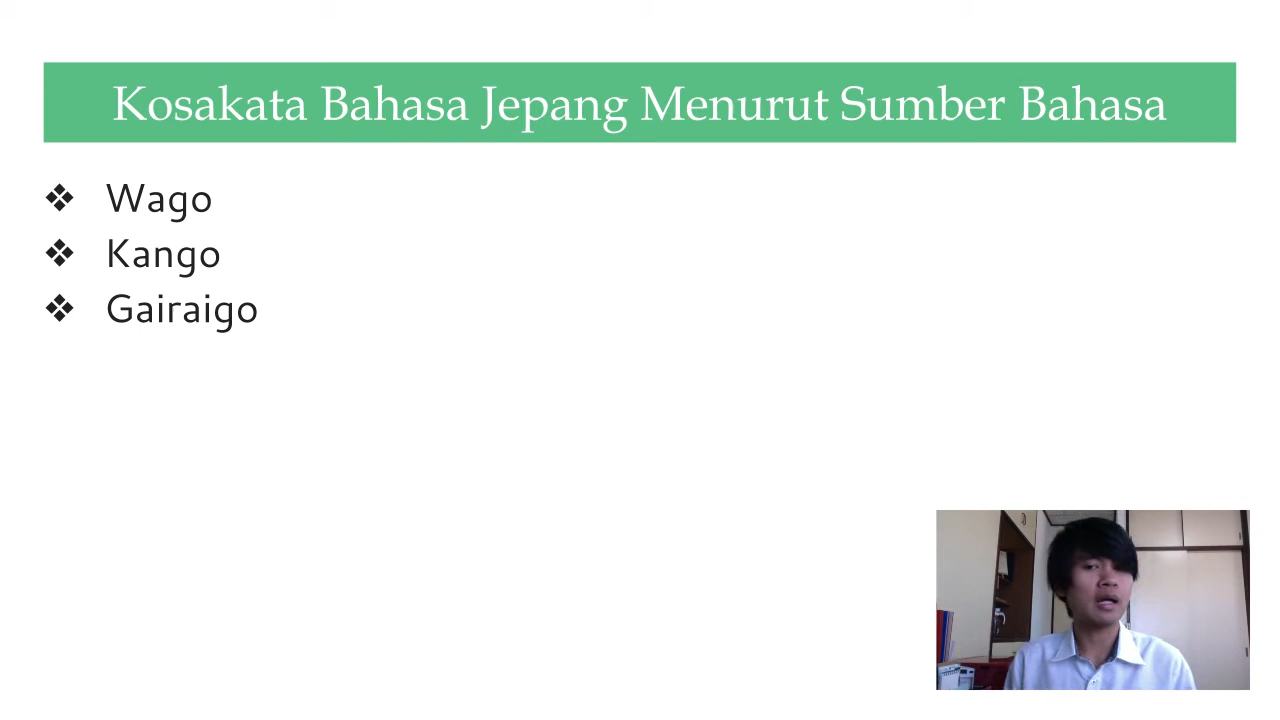 Kosakata Bahasa Jepang Menurut Sumber Bahasa
❖ Wago
❖ Kango
❖ Gairaigo